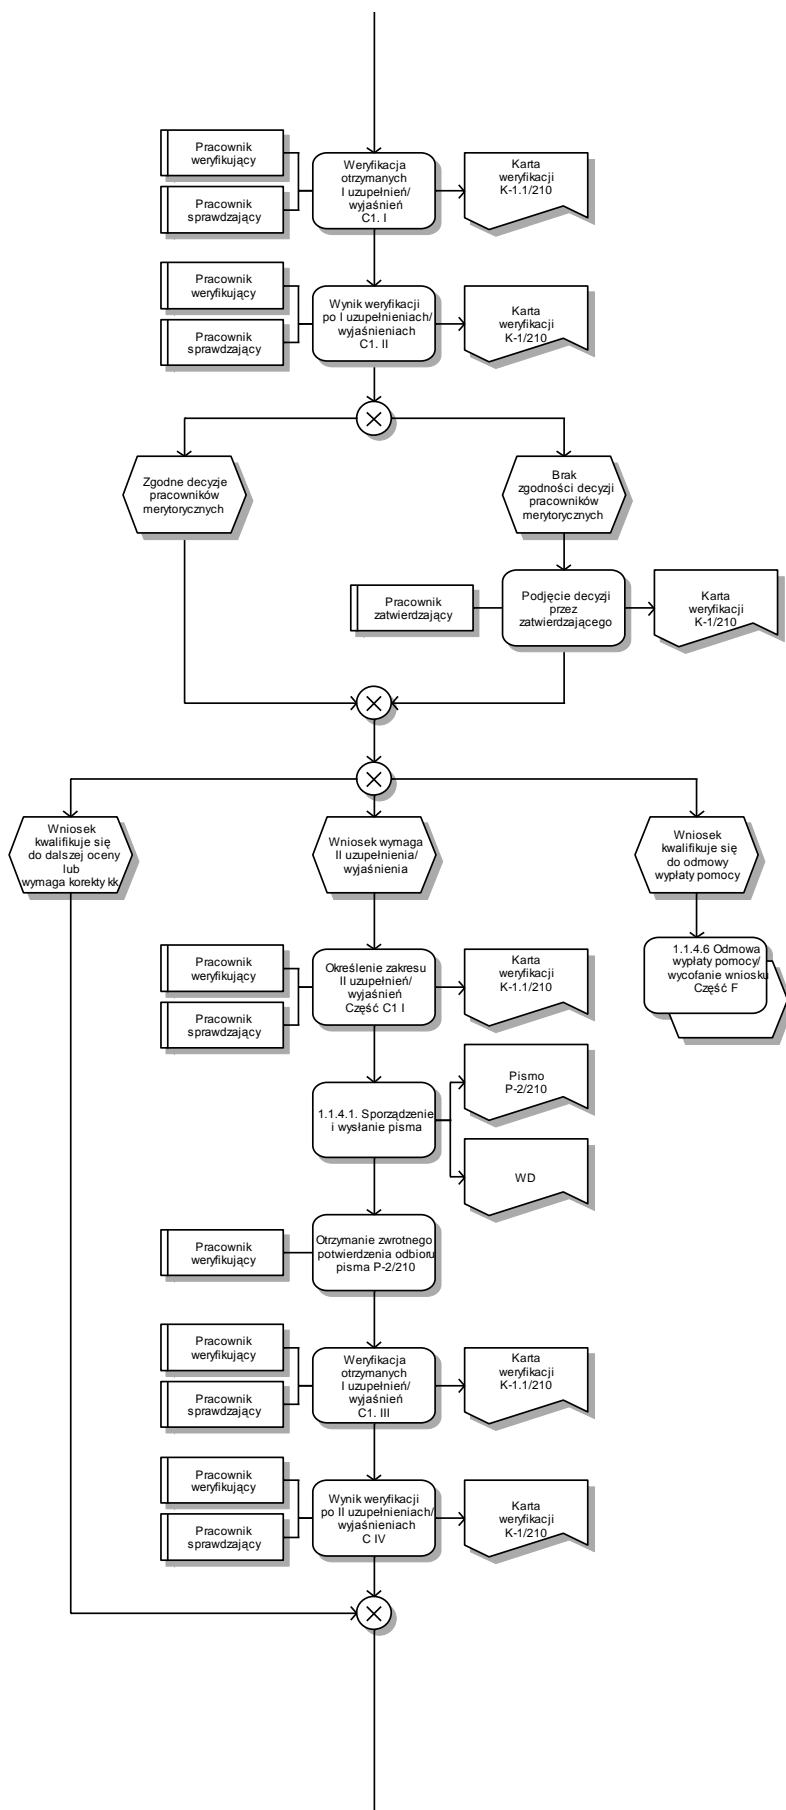 Pracownik
weryfikujący
Pracownik
sprawdzający
Weryfikacja
otrzymanych
I uzupełnień/
wyjaśnień
C1. I
Karta
weryfikacji
K-1.1/210
Pracownik
weryfikujący
Pracownik
sprawdzający
Wynik weryfikacji
po I uzupełnieniach/
wyjaśnieniach
C1. II
Karta
weryfikacji
K-1/210
Zgodne decyzje
pracowników
merytorycznych
Brak
zgodności decyzji
pracowników
merytorycznych
Pracownik
zatwierdzający
Podjęcie decyzji
przez
zatwierdzającego
Karta
weryfikacji
K-1/210
Wniosek
kwalifikuje się
do dalszej oceny
lub
wymaga korekty kk
Wniosek wymaga
II uzupełnienia/
wyjaśnienia
Wniosek
kwalifikuje się
do odmowy
wypłaty pomocy
Pracownik
weryfikujący
Pracownik
sprawdzający
Określenie zakresu
II uzupełnień/
wyjaśnień
Część C1 I
Karta
weryfikacji
K-1.1/210
1.1.4.6 Odmowa
wypłaty pomocy/
wycofanie wniosku
Część F
1.1.4.1. Sporządzenie
i wysłanie pisma
Pismo
P-2/210
WD
Pracownik
weryfikujący
Otrzymanie zwrotnego
potwierdzenia odbioru
pisma P-2/210
Pracownik
weryfikujący
Pracownik
sprawdzający
Weryfikacja
otrzymanych
I uzupełnień/
wyjaśnień
C1. III
Karta
weryfikacji
K-1.1/210
Pracownik
weryfikujący
Pracownik
sprawdzający
Wynik weryfikacji
po II uzupełnieniach/
wyjaśnieniach
C IV
Karta
weryfikacji
K-1/210